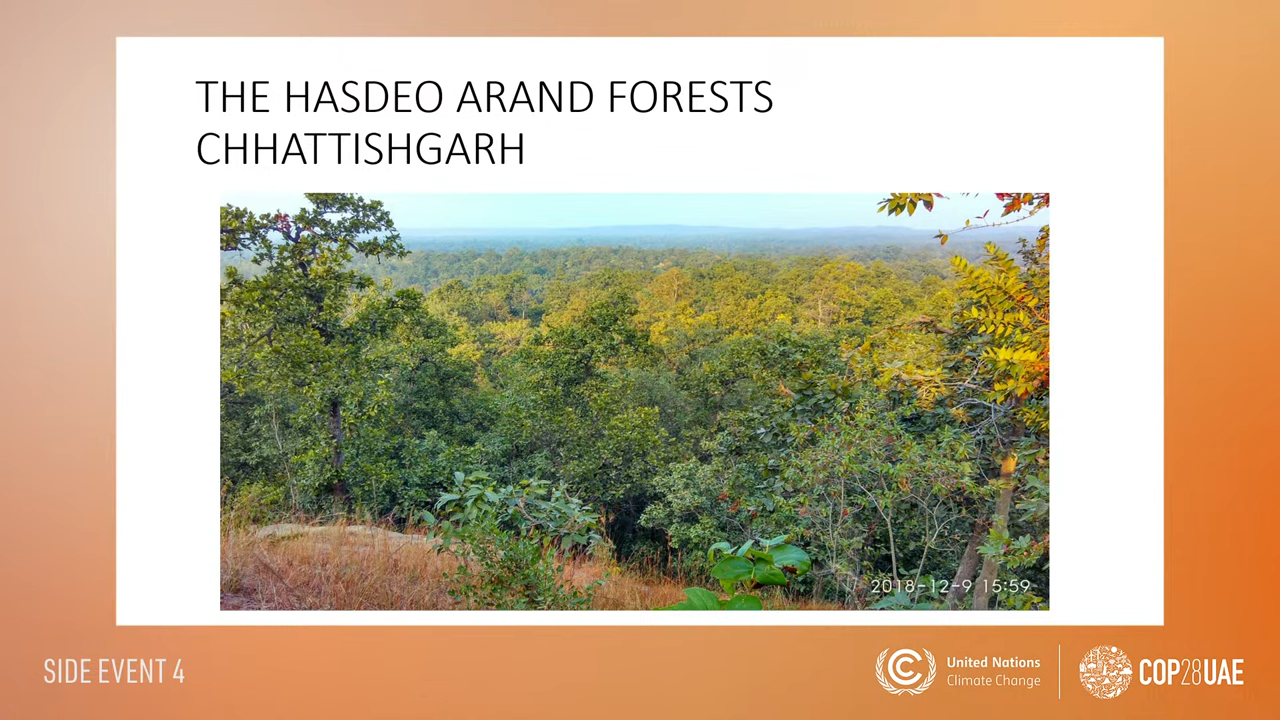 THE HASDEO ARAND FORESTS
CHHATTISHGARH
2018-12-9 15:59
SIDE EVENT 4
United Nations
Climate Change
COP28UAE